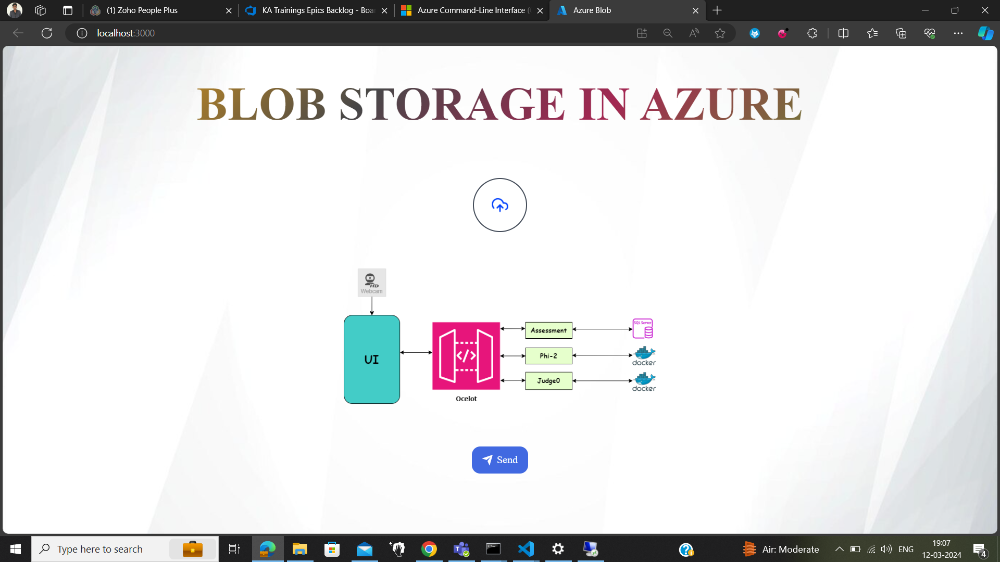 (1) Zoho People Plus
KA Trainings Epics Backlog - Boar
Azure Command-Line Interface (
Azure Blob
localhost:3000
BLOB STORAGE IN AZURE
HD
Webcam
UI
Ocelot
Assessment
Phi-2
Judge0
SQL Server
docker
docker
Send
Type here to search
Air: Moderate
ENG
19:07
12-03-2024
4